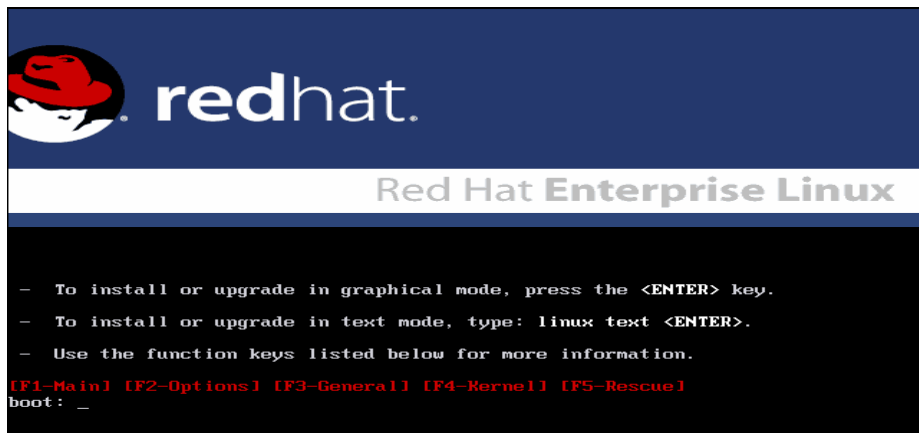 redhat.
Red Hat Enterprise Linux
- To install or upgrade in graphical mode, press the <ENTER> key.
- To install or upgrade in text mode, type: linux text <ENTER>.
- Use the function keys listed below for more information.
[F1-Main] [F2-Options] [F3-General] [F4-Kernel] [F5-Rescue]
boot: _